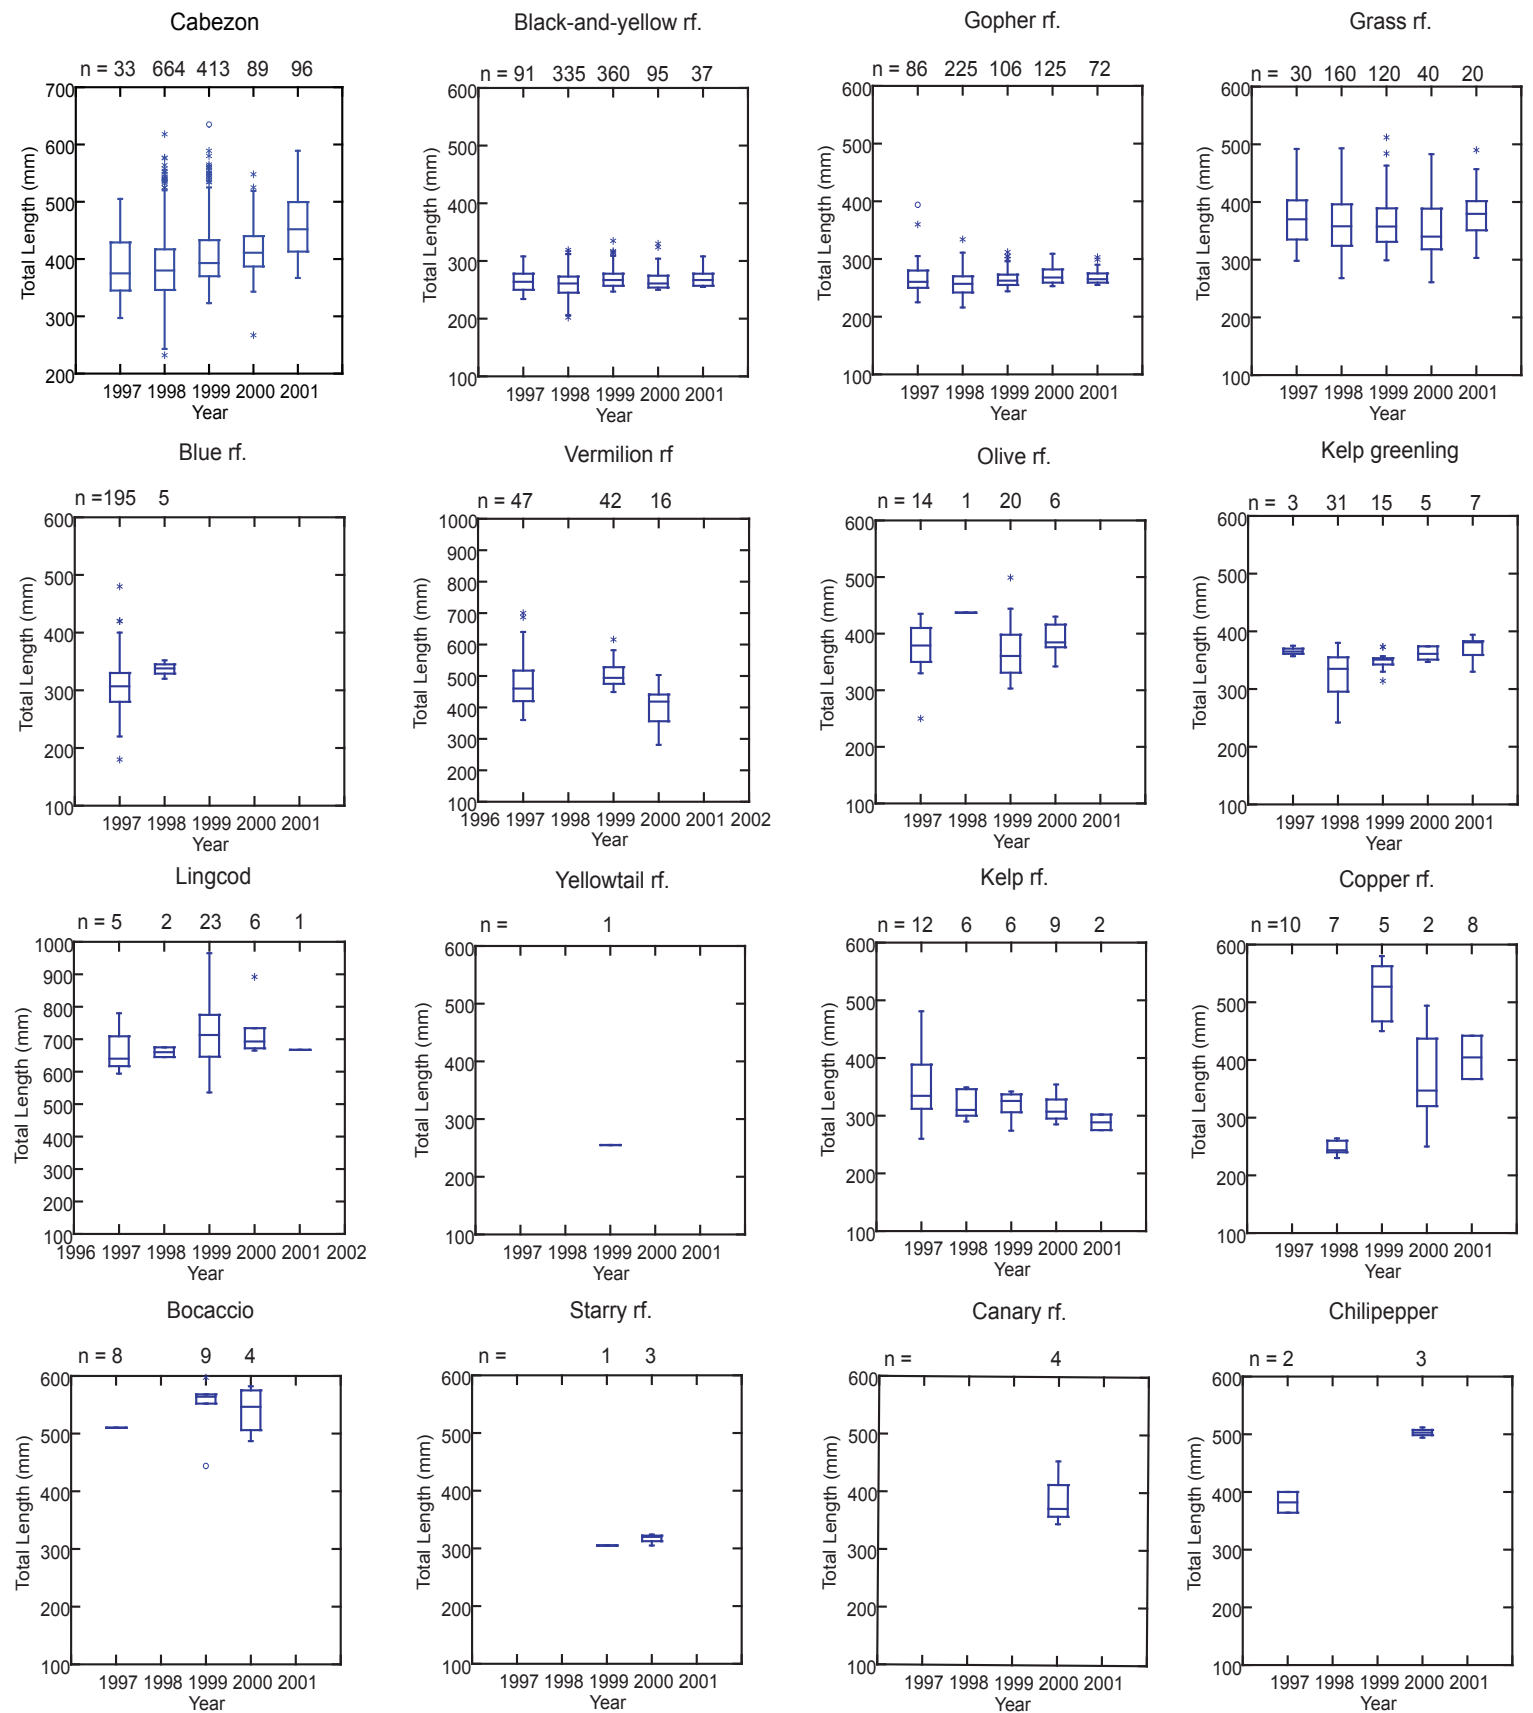 Cabezon
n = 33 664 413 89 96
700
600
500
400
300
200
Total Length (mm)
1997 1998 1999 2000 2001
Year
Black-and-yellow rf.
n = 91 335 360 95 37
600
500
400
300
200
100
Total Length (mm)
1997 1998 1999 2000 2001
Year
Gopher rf.
n = 86 225 106 125 72
600
500
400
300
200
100
Total Length (mm)
1997 1998 1999 2000 2001
Year
Grass rf.
n = 30 160 120 40 20
600
500
400
300
200
100
Total Length (mm)
1997 1998 1999 2000 2001
Year
Blue rf.
n =195 5
600
500
400
300
200
100
Total Length (mm)
1997 1998 1999 2000 2001
Year
Vermilion rf
n = 47 42 16
1000
900
800
700
600
500
400
300
200
100
Total Length (mm)
1996 1997 1998 1999 2000 2001 2002
Year
Olive rf.
n = 14 1 20 6
600
500
400
300
200
100
Total Length (mm)
1997 1998 1999 2000 2001
Year
Kelp greenling
n = 3 31 15 5 7
600
500
400
300
200
100
Total Length (mm)
1997 1998 1999 2000 2001
Year
Lingcod
n = 5 2 23 6 1
1000
900
800
700
600
500
400
300
200
100
Total Length (mm)
1996 1997 1998 1999 2000 2001 2002
Year
Yellowtail rf.
n = 1
600
500
400
300
200
100
Total Length (mm)
1997 1998 1999 2000 2001
Year
Kelp rf.
n = 12 6 6 9 2
600
500
400
300
200
100
Total Length (mm)
1997 1998 1999 2000 2001
Year
Copper rf.
n =10 7 5 2 8
600
500
400
300
200
100
Total Length (mm)
1997 1998 1999 2000 2001
Year
Bocaccio
n = 8 9 4
600
500
400
300
200
100
Total Length (mm)
1997 1998 1999 2000 2001
Year
Starry rf.
n = 1 3
600
500
400
300
200
100
Total Length (mm)
1997 1998 1999 2000 2001
Year
Canary rf.
n = 4
600
500
400
300
200
100
Total Length (mm)
1997 1998 1999 2000 2001
Year
Chilipepper
n = 2 3
600
500
400
300
200
100
Total Length (mm)
1997 1998 1999 2000 2001
Year